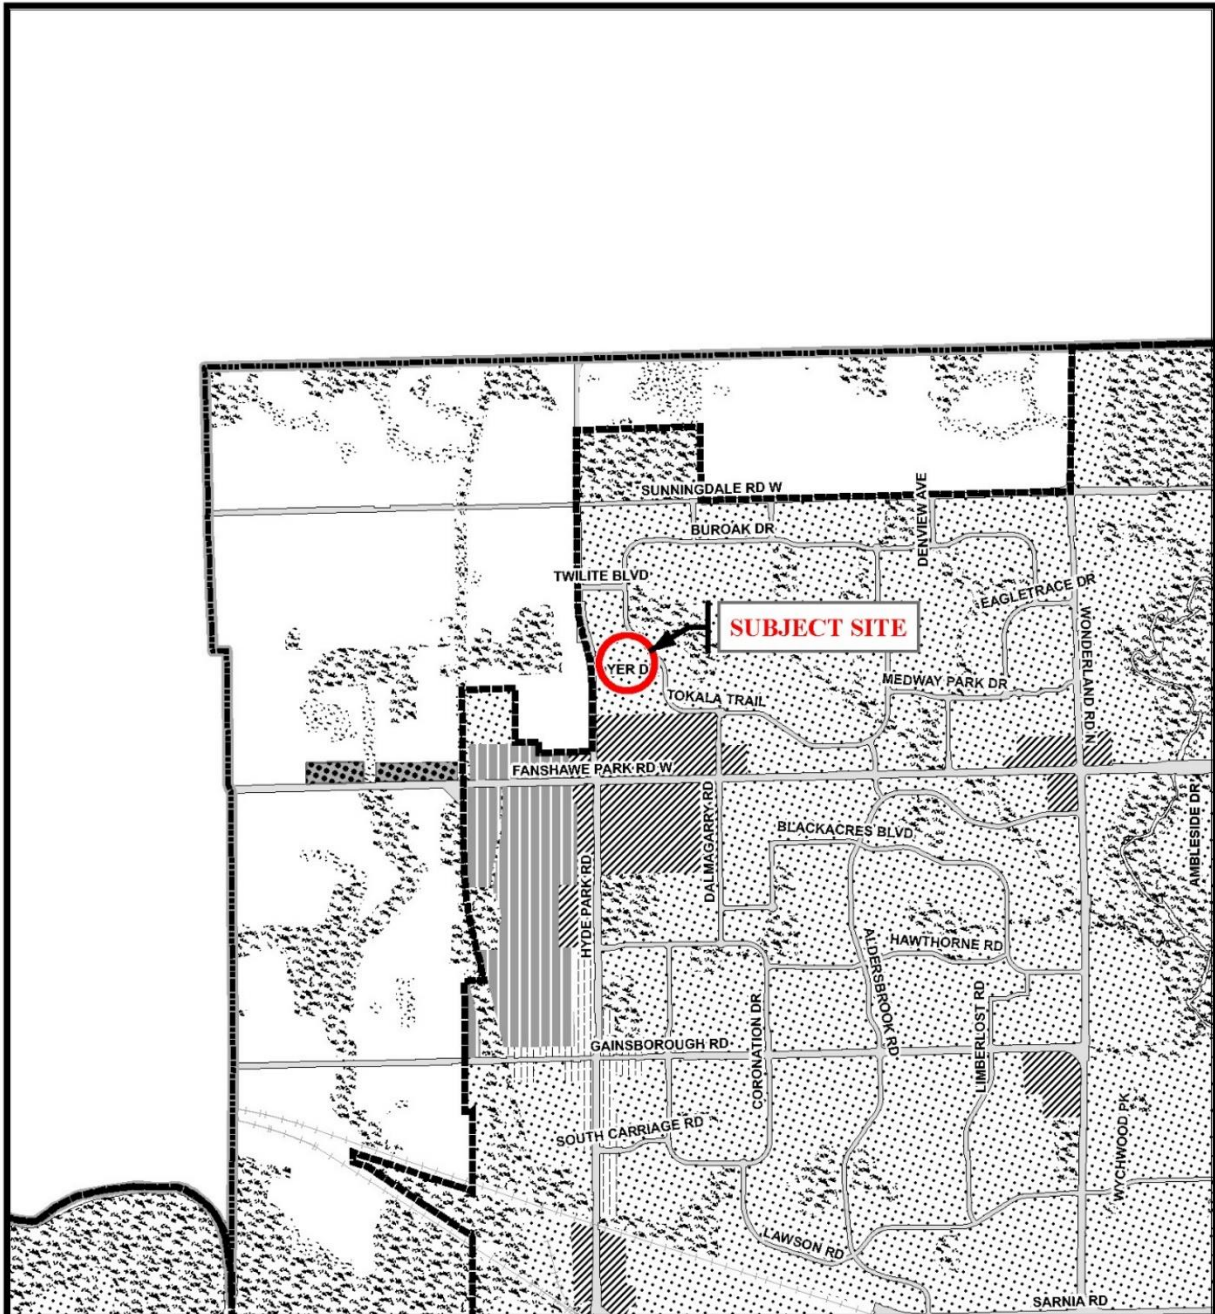 SUNNINGDALE RD W
BUROAK DR
DENVIEW AVE
TWILITE BLVD
EAGLETRACE DR
SUBJECT SITE
WONDERLAND RD
YER D
MEDWAY PARK DR
TOKALA TRAIL
FANSHAWE PARK RD W
DALMAGARRY RD
AMBLESIDE DR
BLACKACRES BLVD
HYDE PARK RD
HAWTHORNE RD
ALDERSBROOK RD
LIMBERLOST RD
CORONATION DR
GAINSBOROUGH RD
SOUTH CARRIAGE RD
WYCHWOOD PK
LAWSON RD
SARNIA RD